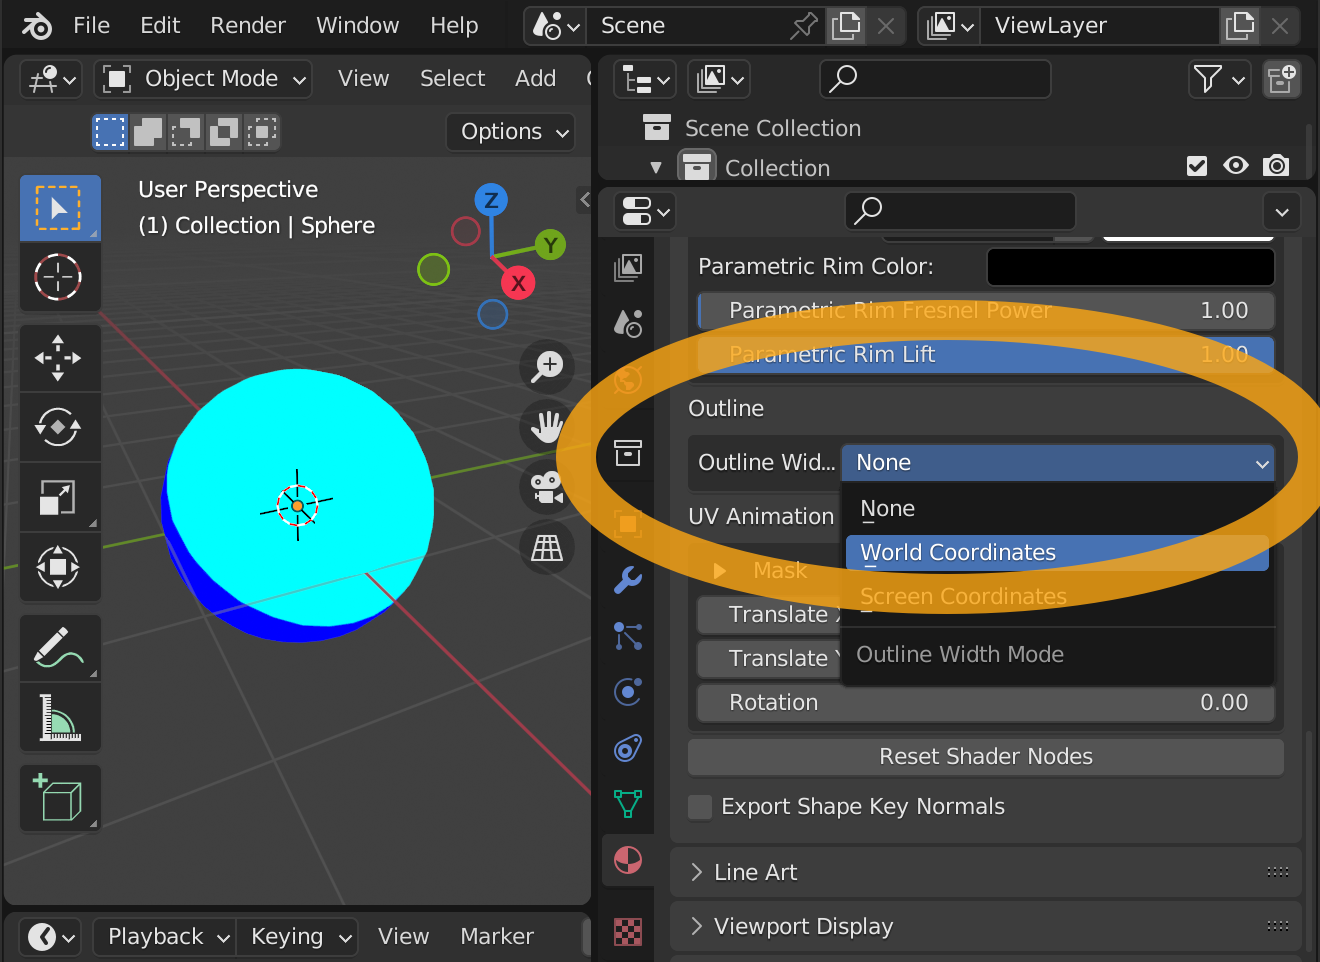 File Edit Render Window Help Scene ViewLayer
Object Mode View Select Add
Options
Scene Collection
Collection
User Perspective
(1) Collection | Sphere
Z
Y
X
Parametric Rim Color:
Parametric Rim Fresnel Power 1.00
Parametric Rim Lift 1.00
Outline
Outline Wid... None
None
UV Animation
World Coordinates
Mask
Screen Coordinates
Translate
Translate
Outline Width Mode
Rotation 0.00
Reset Shader Nodes
Export Shape Key Normals
Line Art
Viewport Display
Playback Keying View Marker